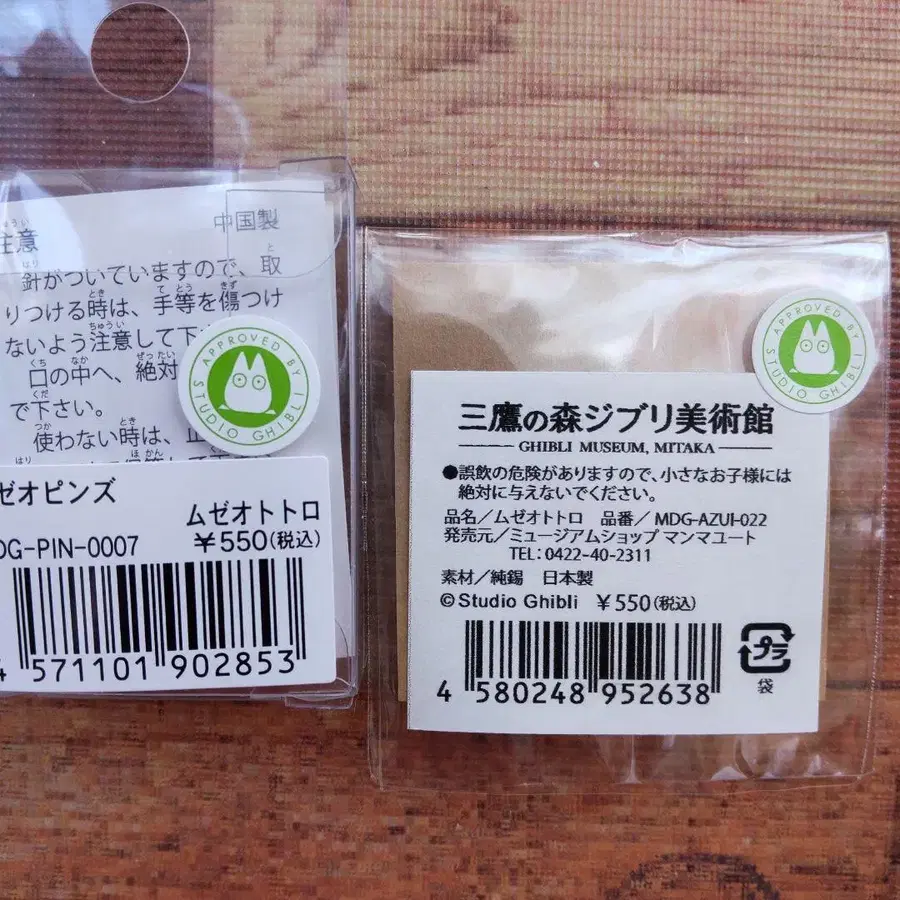 注意
中国製
針がついていますので、取
りつける時は、手等を傷つけ
ないよう注意して下
口の中へ、絶対
で下さい。
使わない時は、
APPROVED BY
STUDIO GHIBLI
ゼオピンズ
ムゼオトトロ
DG-PIN-0007
¥550(税込)
4 571101 902853
APPROVED BY
STUDIO GHIBLI
三鷹の森ジブリ美術館
GHIBLI MUSEUM, MITAKA
●誤飲の危険がありますので、小さなお子様には
絶対に与えないでください。
品名/ムゼオトトロ 品番/MDG-AZUI-022
発売元/ミュージアムショップ マンマユート
TEL:0422-40-2311
素材/純錫 日本製
©Studio Ghibli ¥550(税込)
4 580248 952638
プラ
袋